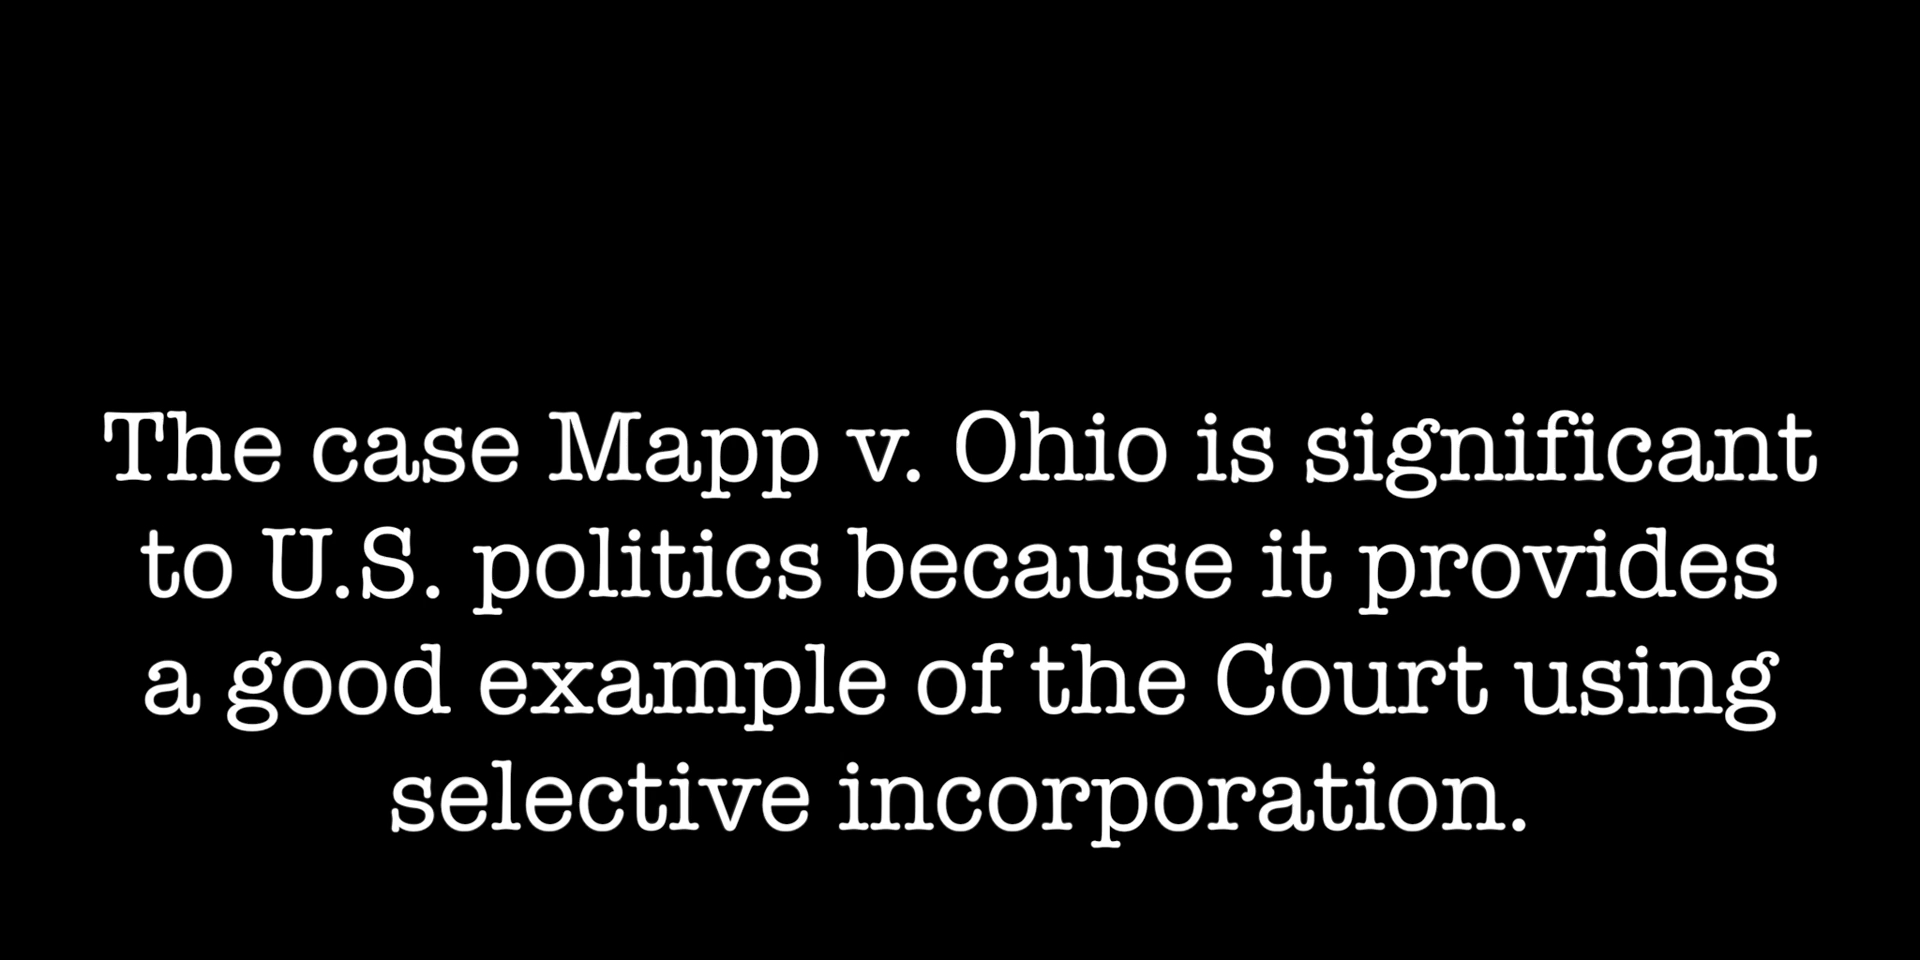 The case Mapp v. Ohio is significant
to U.S. politics because it provides
a good example of the Court using
selective incorporation.